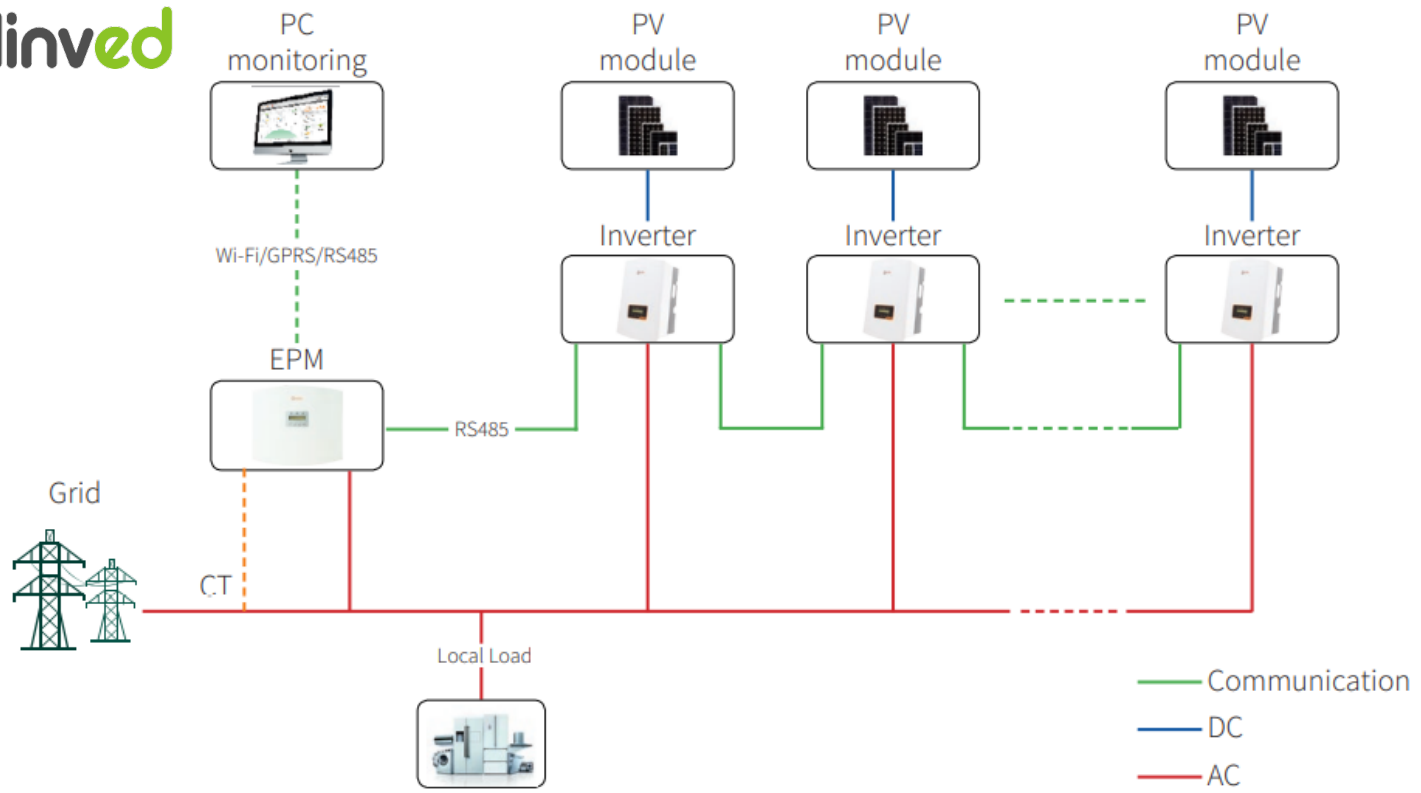 PC
monitoring
PV
module
PV
module
PV
module
Wi-Fi/GPRS/RS485
Inverter
Inverter
Inverter
EPM
RS485
Grid
CT
Local Load
Communication
DC
AC